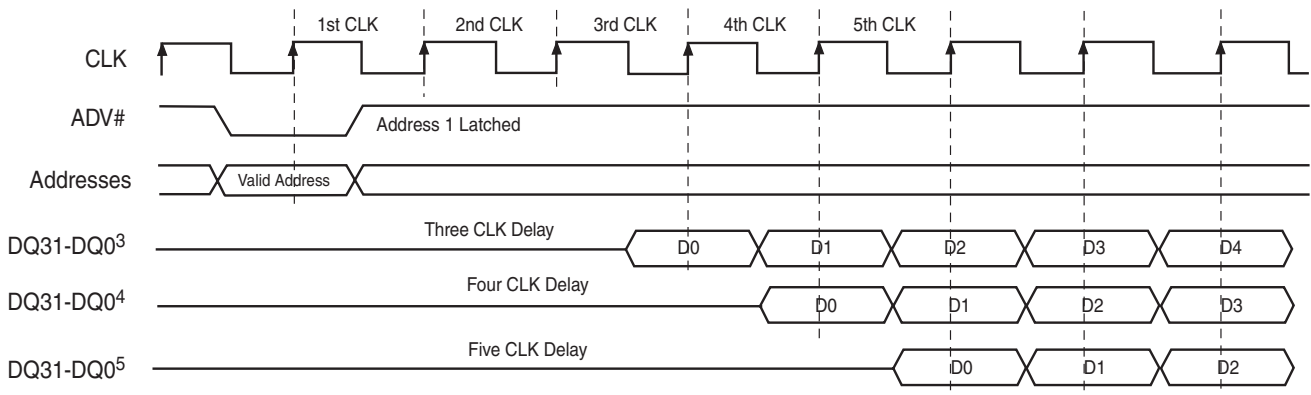 1st CLK 2nd CLK 3rd CLK 4th CLK 5th CLK
CLK
ADV#
Address 1 Latched
Addresses
Valid Address
DQ31-DQ0³
Three CLK Delay
D0 D1 D2 D3 D4
DQ31-DQ0⁴
Four CLK Delay
D0 D1 D2 D3
DQ31-DQ0⁵
Five CLK Delay
D0 D1 D2